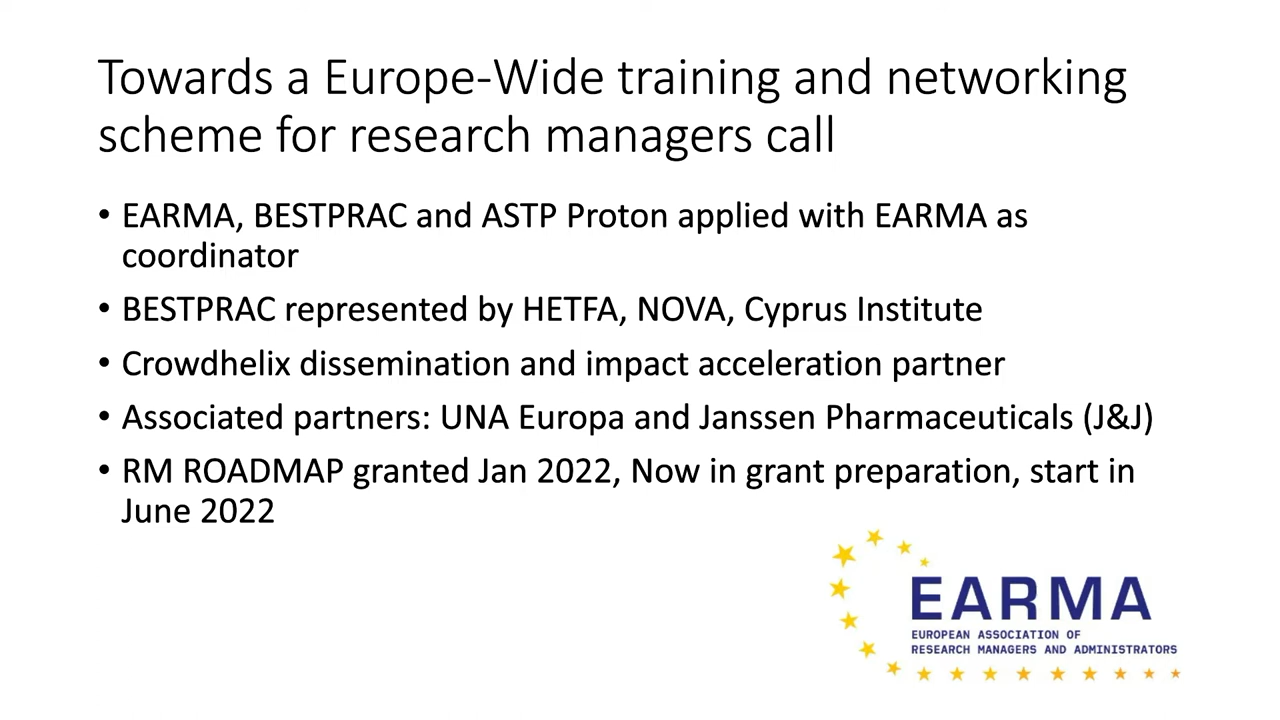 Towards a Europe-Wide training and networking
scheme for research managers call
• EARMA, BESTPRAC and ASTP Proton applied with EARMA as
coordinator
• BESTPRAC represented by HETFA, NOVA, Cyprus Institute
• Crowdhelix dissemination and impact acceleration partner
• Associated partners: UNA Europa and Janssen Pharmaceuticals (J&J)
• RM ROADMAP granted Jan 2022, Now in grant preparation, start in
June 2022
EARMA
EUROPEAN ASSOCIATION OF
RESEARCH MANAGERS AND ADMINISTRATORS